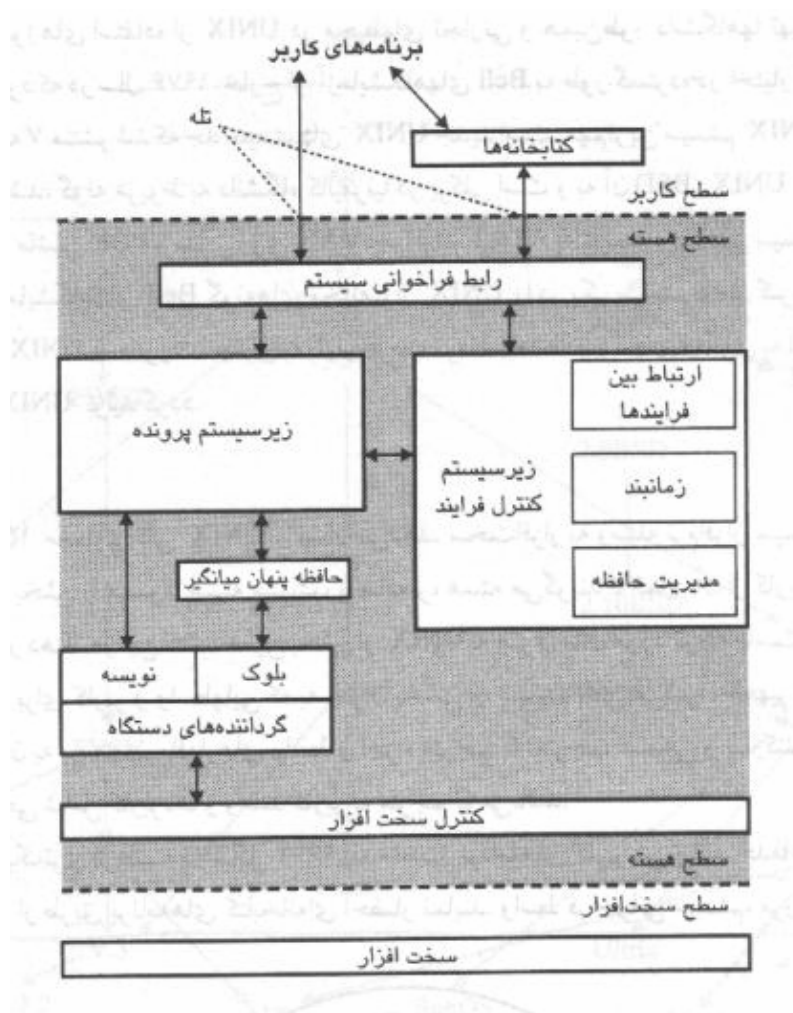 برنامه‌های کاربر
تله
کتابخانه‌ها
سطح کاربر
سطح هسته
رابط فراخوانی سیستم
ارتباط بین
فرایندها
زیرسیستم پرونده
زیرسیستم
کنترل فرایند
زمانبند
حافظه پنهان میانگیر
مدیریت حافظه
نویسه
بلوک
گرداننده‌های دستگاه
کنترل سخت افزار
سطح هسته
سطح سخت‌افزار
سخت افزار